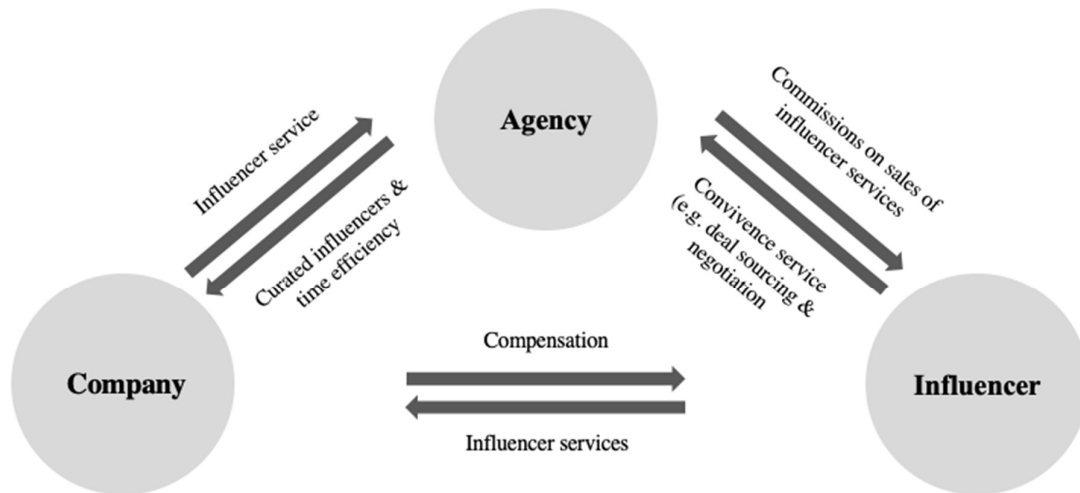 Agency
Commissions on sales of
influencer services
Influencer service
Convivence service
(e.g. deal sourcing &
negotiation
Curated influencers &
time efficiency
Compensation
Company
Influencer
Influencer services